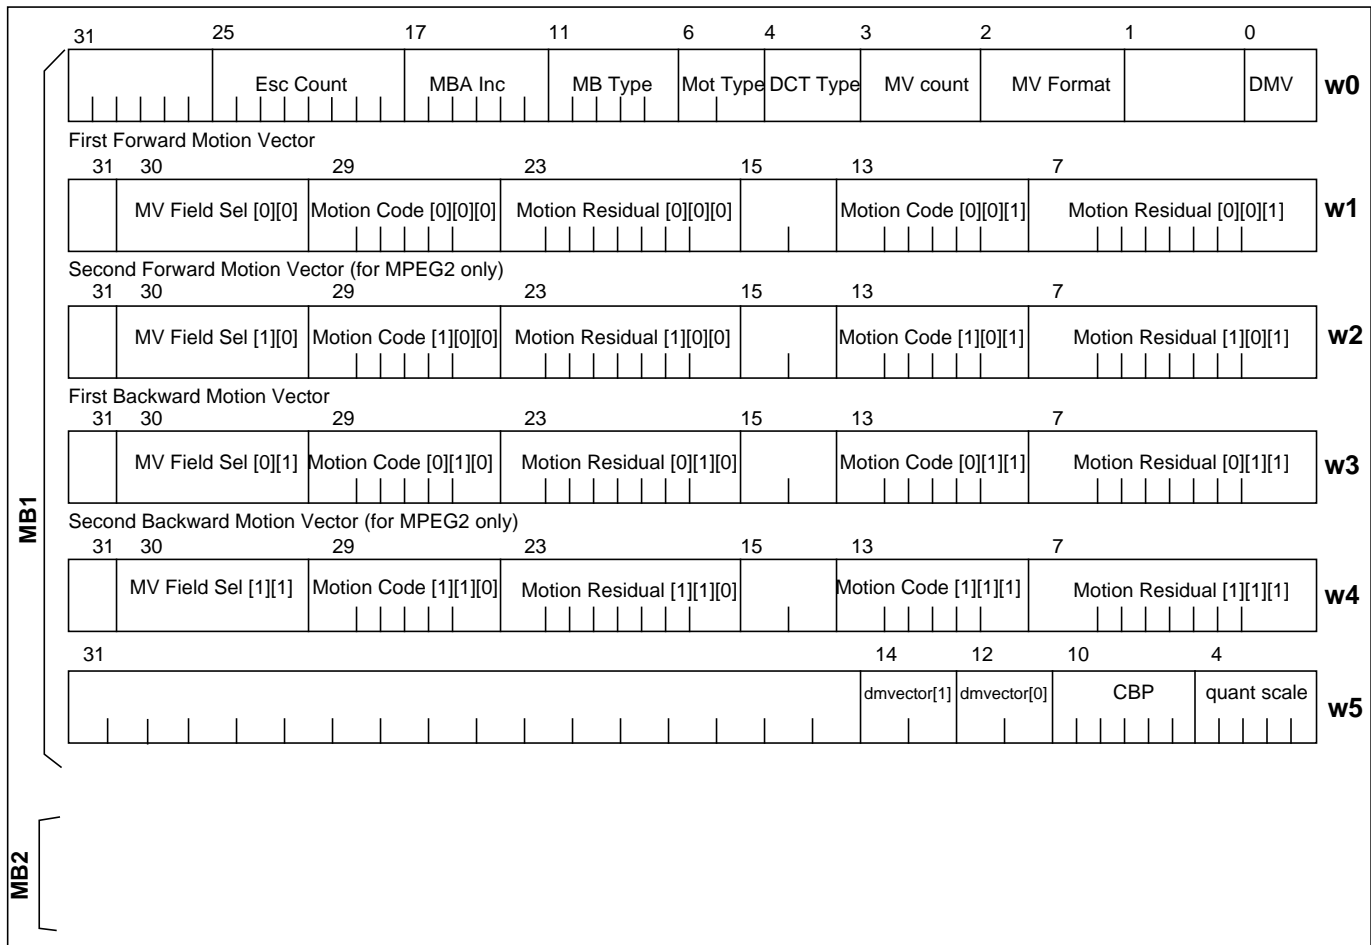 31 25 17 11 6 4 3 2 1 0
Esc Count MBA Inc MB Type Mot Type DCT Type MV count MV Format DMV w0
First Forward Motion Vector
31 30 29 23 15 13 7
MV Field Sel [0][0] Motion Code [0][0][0] Motion Residual [0][0][0] Motion Code [0][0][1] Motion Residual [0][0][1] w1
Second Forward Motion Vector (for MPEG2 only)
31 30 29 23 15 13 7
MV Field Sel [1][0] Motion Code [1][0][0] Motion Residual [1][0][0] Motion Code [1][0][1] Motion Residual [1][0][1] w2
First Backward Motion Vector
31 30 29 23 15 13 7
MV Field Sel [0][1] Motion Code [0][1][0] Motion Residual [0][1][0] Motion Code [0][1][1] Motion Residual [0][1][1] w3
MB1
Second Backward Motion Vector (for MPEG2 only)
31 30 29 23 15 13 7
MV Field Sel [1][1] Motion Code [1][1][0] Motion Residual [1][1][0] Motion Code [1][1][1] Motion Residual [1][1][1] w4
31 14 12 10 4
dmvector[1] dmvector[0] CBP quant scale w5
MB2